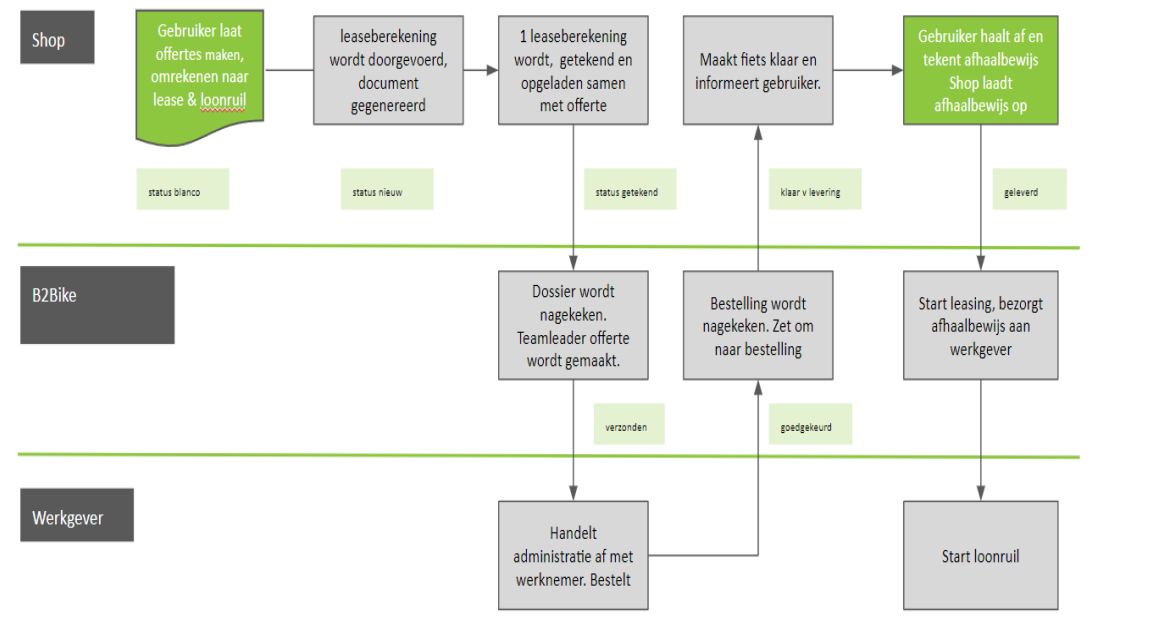 Shop
Gebruiker laat
offertes maken,
omrekenen naar
lease & loonruil
leaseberekening
wordt doorgevoerd,
document
gegenereerd
1 leaseberekening
wordt, getekend en
opgeladen samen
met offerte
Maakt fiets klaar en
informeert gebruiker.
Gebruiker haalt af en
tekent afhaalbewijs
Shop laadt
afhaalbewijs op
status blanco
status nieuw
status getekend
klaar v levering
geleverd
B2Bike
Dossier wordt
nagekeken.
Teamleader offerte
wordt gemaakt.
Bestelling wordt
nagekeken. Zet om
naar bestelling
Start leasing, bezorgt
afhaalbewijs aan
werkgever
verzonden
goedgekeurd
Werkgever
Handelt
administratie af met
werknemer. Bestelt
Start loonruil